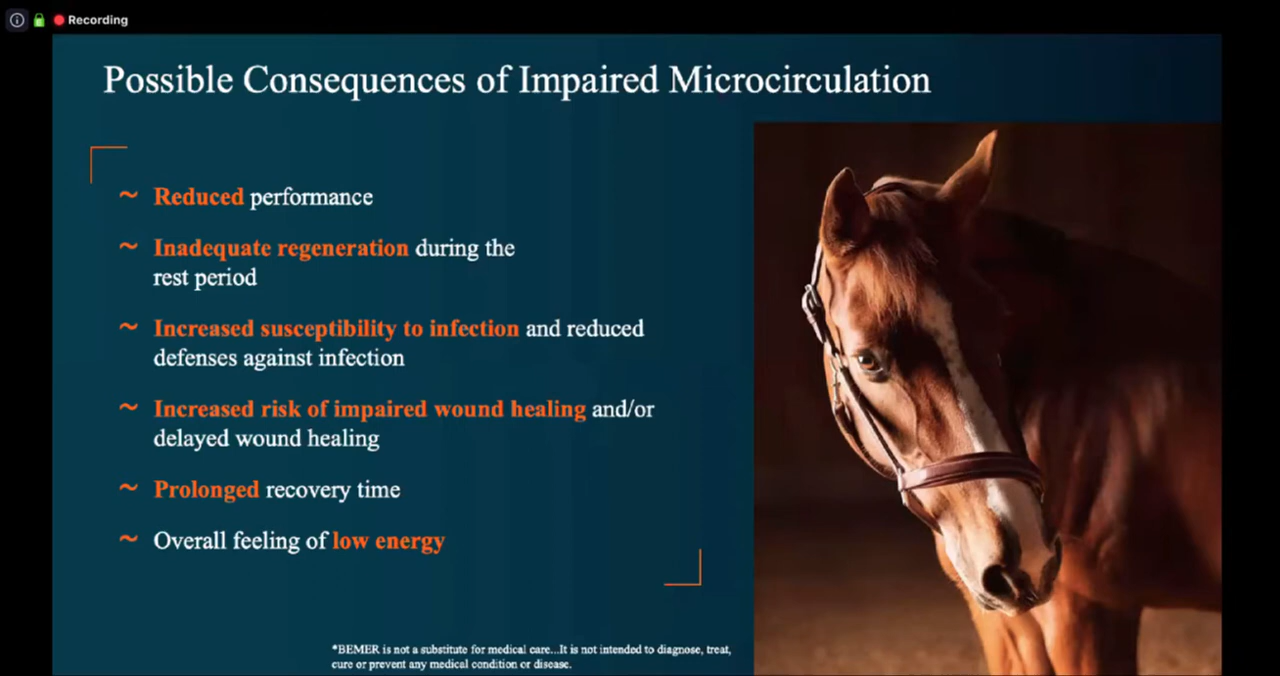 Recording
Possible Consequences of Impaired Microcirculation
~ Reduced performance
~ Inadequate regeneration during the
rest period
~ Increased susceptibility to infection and reduced
defenses against infection
~ Increased risk of impaired wound healing and/or
delayed wound healing
~ Prolonged recovery time
~ Overall feeling of low energy
*BEMER is not a substitute for medical care...It is not intended to diagnose, treat,
cure or prevent any medical condition or disease.